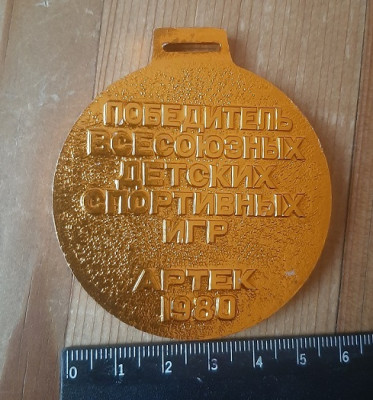 ПОБЕДИТЕЛЬ
ВСЕСОЮЗНЫХ
ДЕТСКИХ
СПОРТИВНЫХ
ИГР
АРТЕК
1980
0 1 2 3 4 5 6